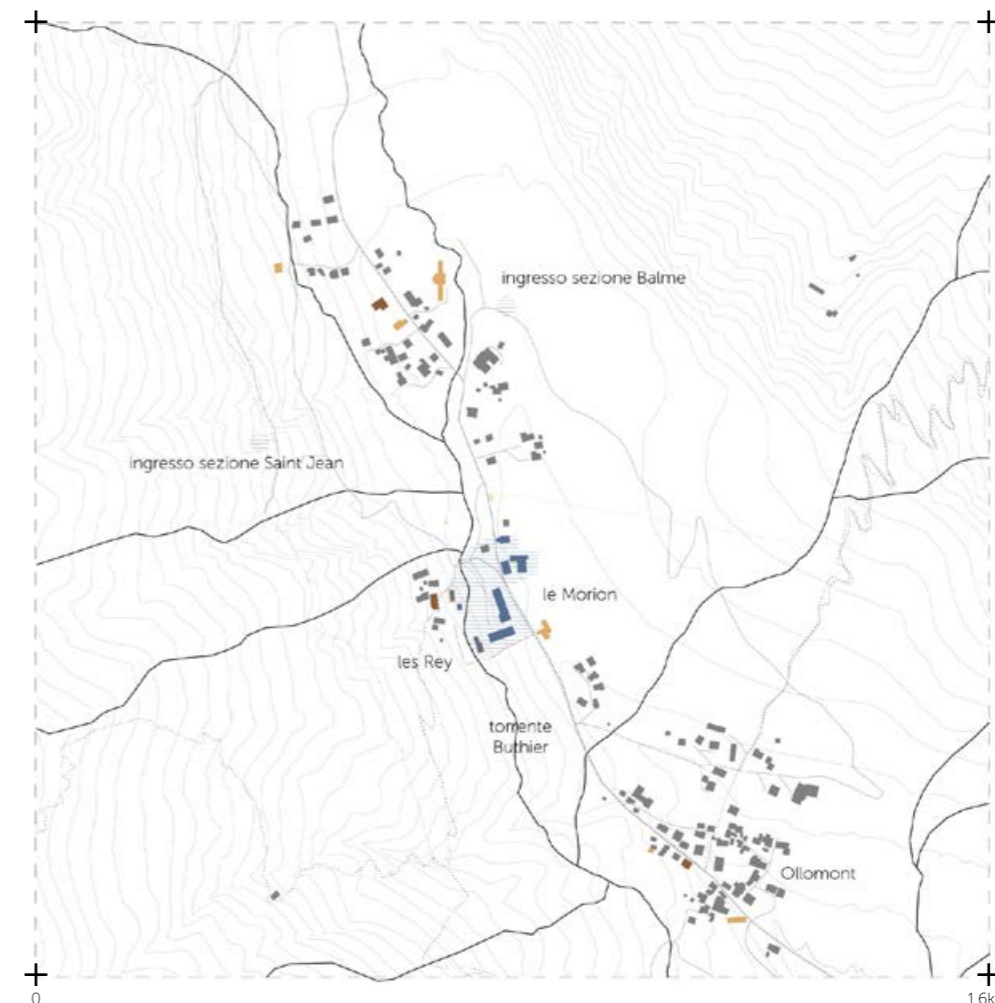 ingresso sezione Balme
ingresso sezione Saint Jean
le Morion
les Rey
torrente
Buthier
Ollomont
0